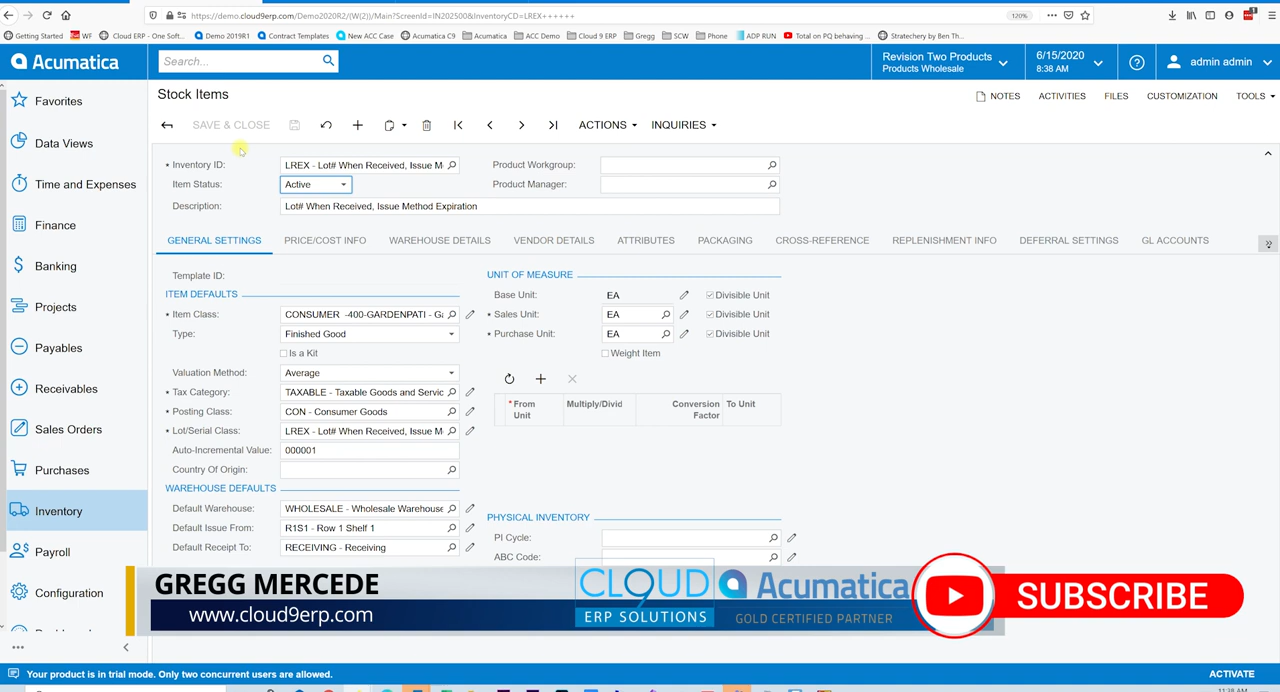 https://demo.cloud9erp.com/Demo2020R2/(W(2))/Main?ScreenId=IN202500&InventoryCD=LREX++++++
120%
Getting Started WF Cloud ERP - One Soft... Demo 2019R1 Contract Templates New ACC Case Acumatica C9 Acumatica ACC Demo Cloud 9 ERP Gregg SCW Phone ADP RUN Total on PQ behaving ... Stratechery by Ben Th...
Acumatica
Search...
Revision Two Products
Products Wholesale
6/15/2020
8:38 AM
admin admin
Stock Items
NOTES ACTIVITIES FILES CUSTOMIZATION TOOLS
SAVE & CLOSE ACTIONS INQUIRIES
Favorites
Data Views
Time and Expenses
Finance
Banking
Projects
Payables
Receivables
Sales Orders
Purchases
Inventory
Payroll
Configuration
Inventory ID: LREX - Lot# When Received, Issue M Product Workgroup:
Item Status: Active Product Manager:
Description: Lot# When Received, Issue Method Expiration
GENERAL SETTINGS PRICE/COST INFO WAREHOUSE DETAILS VENDOR DETAILS ATTRIBUTES PACKAGING CROSS-REFERENCE REPLENISHMENT INFO DEFERRAL SETTINGS GL ACCOUNTS
Template ID:
ITEM DEFAULTS
Item Class: CONSUMER -400-GARDENPATI - Ga
Type: Finished Good
Is a Kit
Valuation Method: Average
Tax Category: TAXABLE - Taxable Goods and Servic
Posting Class: CON - Consumer Goods
Lot/Serial Class: LREX - Lot# When Received, Issue M
Auto-Incremental Value: 000001
Country Of Origin:
WAREHOUSE DEFAULTS
Default Warehouse: WHOLESALE - Wholesale Warehouse
Default Issue From: R1S1 - Row 1 Shelf 1
Default Receipt To: RECEIVING - Receiving
UNIT OF MEASURE
Base Unit: EA Divisible Unit
Sales Unit: EA Divisible Unit
Purchase Unit: EA Divisible Unit
Weight Item
From Unit Multiply/Divid Conversion Factor To Unit
PHYSICAL INVENTORY
PI Cycle:
ABC Code:
GREGG MERCEDE
www.cloud9erp.com
CLOUD 9
ERP SOLUTIONS
Acumatica
GOLD CERTIFIED PARTNER
SUBSCRIBE
Your product is in trial mode. Only two concurrent users are allowed.
ACTIVATE